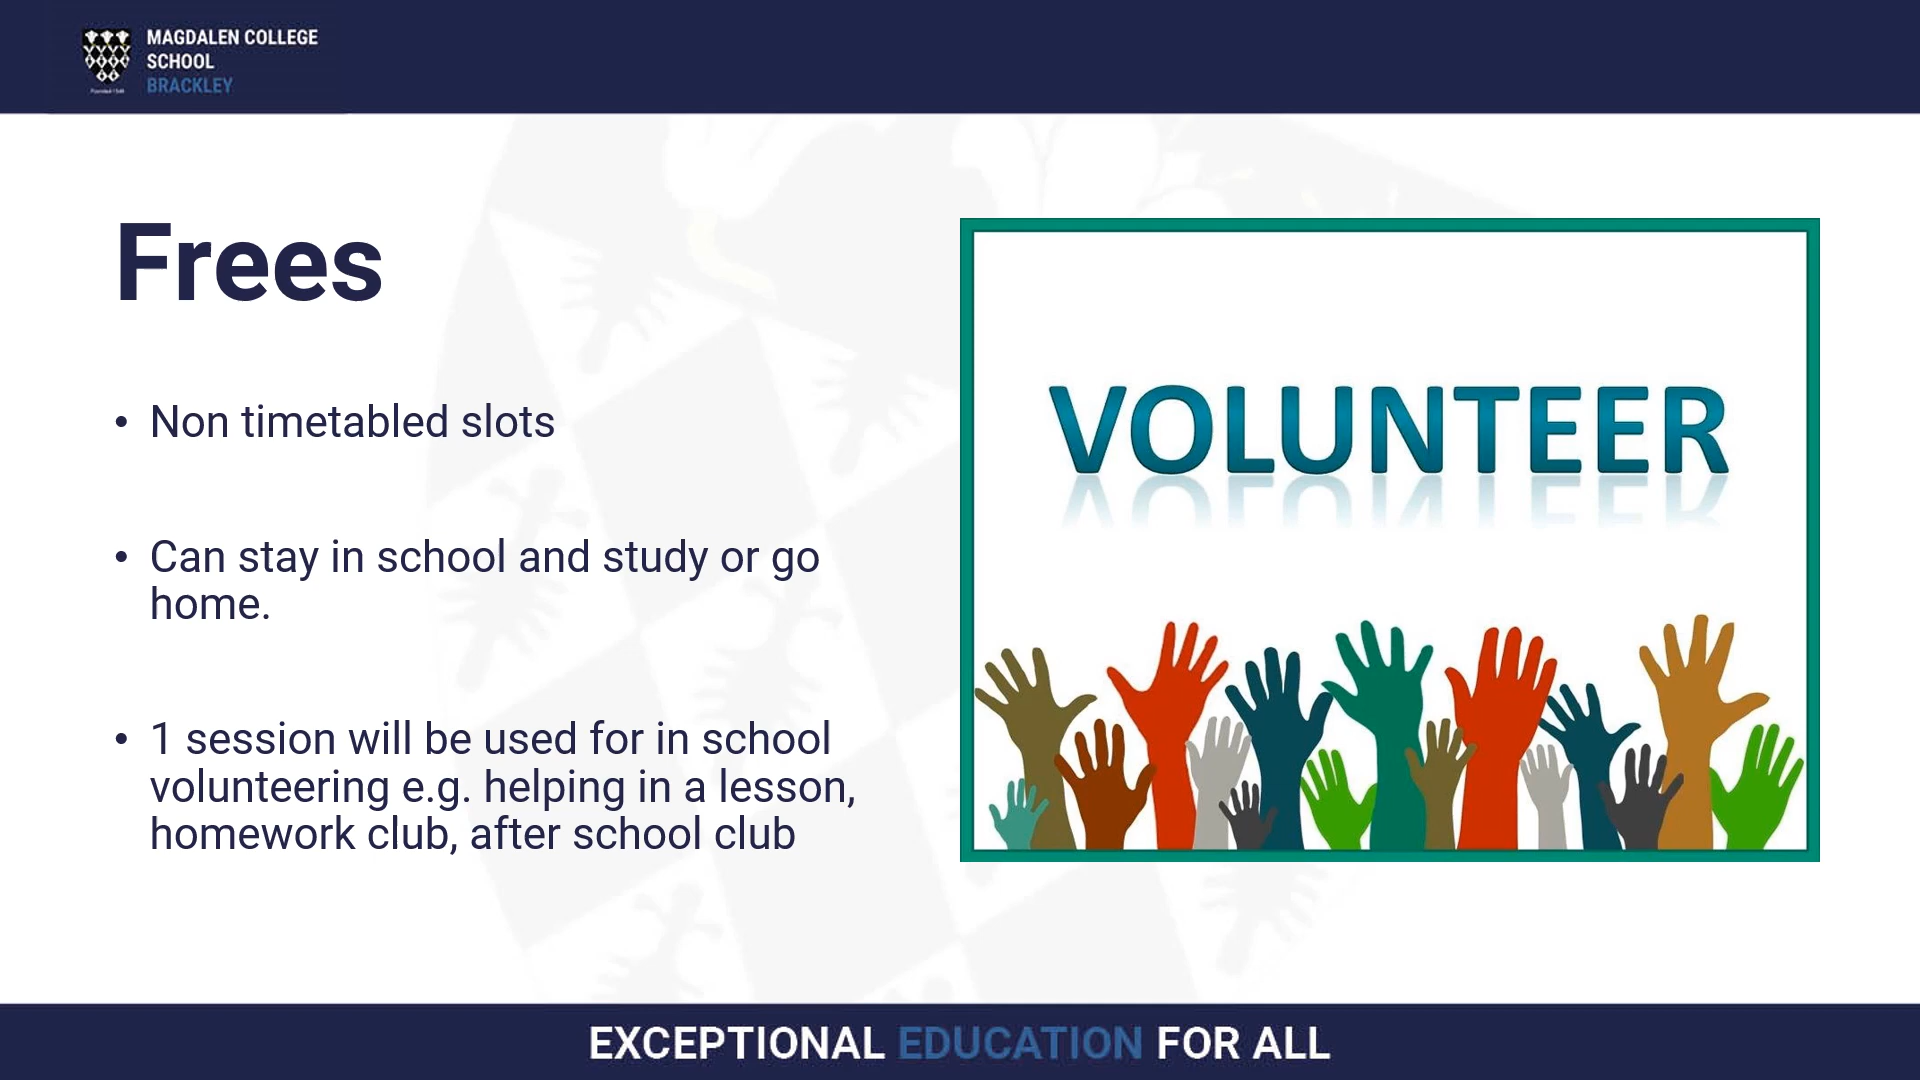 MAGDALEN COLLEGE
SCHOOL
BRACKLEY
Frees
• Non timetabled slots
• Can stay in school and study or go
home.
• 1 session will be used for in school
volunteering e.g. helping in a lesson,
homework club, after school club
VOLUNTEER
EXCEPTIONAL EDUCATION FOR ALL